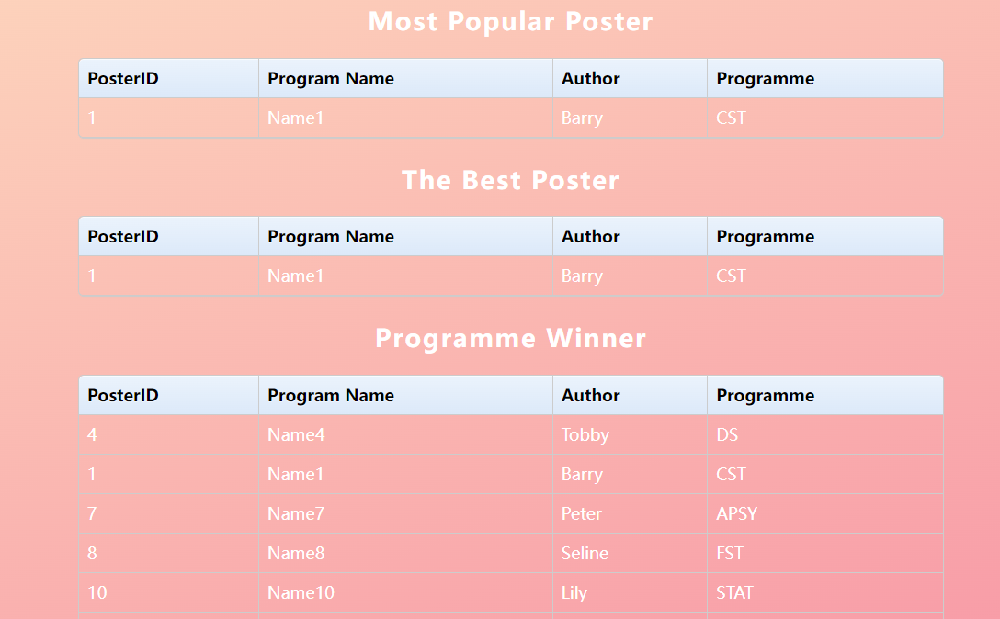 Most Popular Poster
PosterID Program Name Author Programme
1 Name1 Barry CST
The Best Poster
PosterID Program Name Author Programme
1 Name1 Barry CST
Programme Winner
PosterID Program Name Author Programme
4 Name4 Tobby DS
1 Name1 Barry CST
7 Name7 Peter APSY
8 Name8 Seline FST
10 Name10 Lily STAT